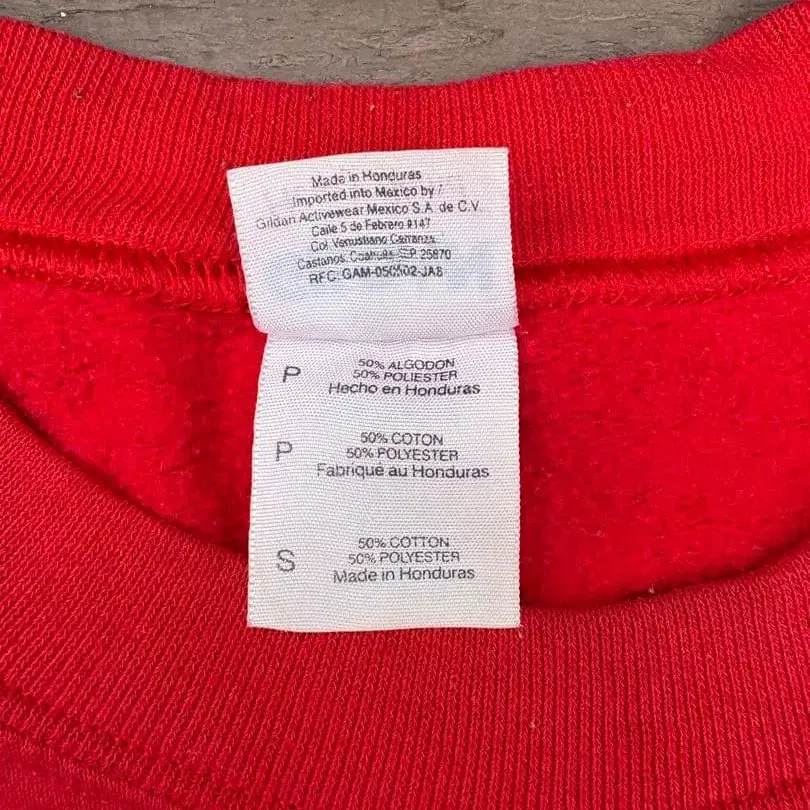 Made in Honduras
Imported into Mexico by /
Gildan Activewear Mexico S.A. de C.V.
Calle 5 de Febrero #147
Col. Venustiano Carranza,
Castanos, Coahuila C.P. 25870
RFC: GAM-050502-JA8
P
50% ALGODON
50% POLIESTER
Hecho en Honduras
P
50% COTON
50% POLYESTER
Fabriqué au Honduras
S
50% COTTON
50% POLYESTER
Made in Honduras